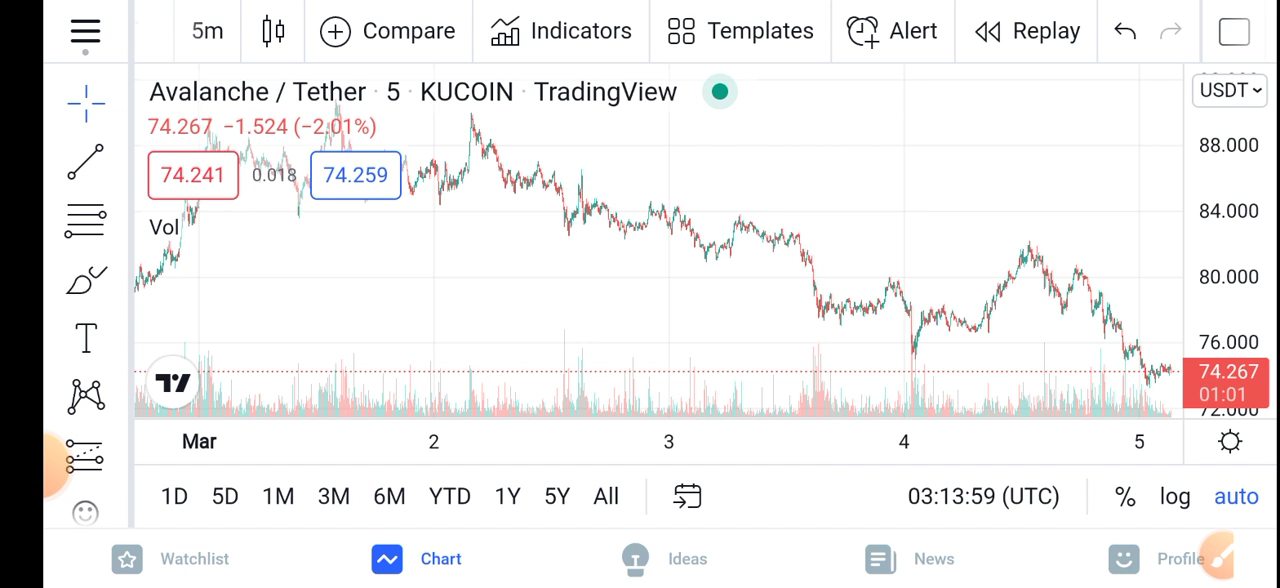 5m Compare Indicators Templates Alert Replay
Avalanche / Tether · 5 · KUCOIN · TradingView
USDT
74.267 −1.524 (−2.01%)
74.241 0.018 74.259
Vol
88.000
84.000
80.000
76.000
74.267
01:01
72.000
Mar 2 3 4 5
1D 5D 1M 3M 6M YTD 1Y 5Y All 03:13:59 (UTC) % log auto
Watchlist Chart Ideas News Profile